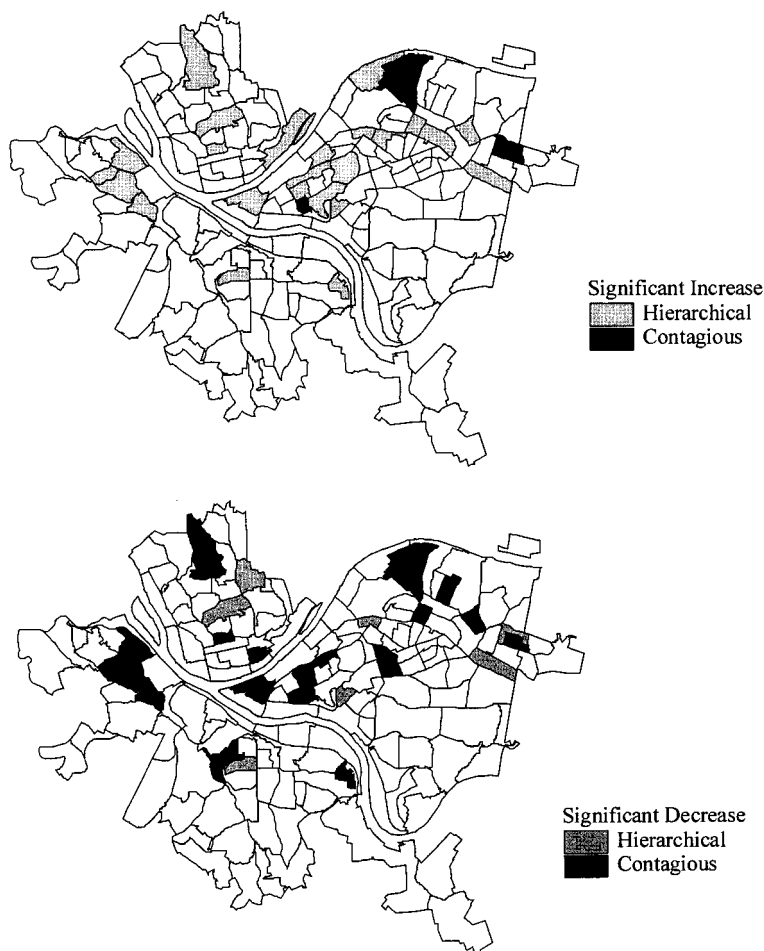 Significant Increase
Hierarchical
Contagious
Significant Decrease
Hierarchical
Contagious